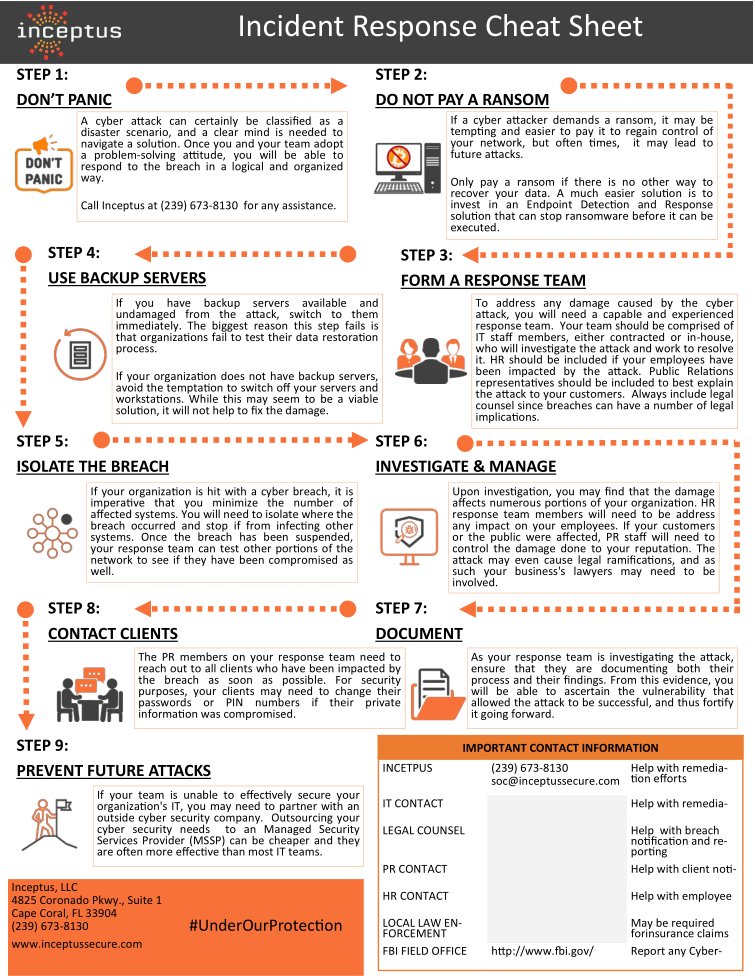 inceptus
Incident Response Cheat Sheet
STEP 1:
DON'T PANIC
DON'T
PANIC
A cyber attack can certainly be classified as a
disaster scenario, and a clear mind is needed to
navigate a solution. Once you and your team adopt
a problem-solving attitude, you will be able to
respond to the breach in a logical and organized
way.
Call Inceptus at (239) 673-8130 for any assistance.
STEP 2:
DO NOT PAY A RANSOM
If a cyber attacker demands a ransom, it may be
tempting and easier to pay it to regain control of
your network, but often times, it may lead to
future attacks.
Only pay a ransom if there is no other way to
recover your data. A much easier solution is to
invest in an Endpoint Detection and Response
solution that can stop ransomware before it can be
executed.
STEP 3:
FORM A RESPONSE TEAM
To address any damage caused by the cyber
attack, you will need a capable and experienced
response team. Your team should be comprised of
IT staff members, either contracted or in-house,
who will investigate the attack and work to resolve
it. HR should be included if your employees have
been impacted by the attack. Public Relations
representatives should be included to best explain
the attack to your customers. Always include legal
counsel since breaches can have a number of legal
implications.
STEP 4:
USE BACKUP SERVERS
If you have backup servers available and
undamaged from the attack, switch to them
immediately. The biggest reason this step fails is
that organizations fail to test their data restoration
process.
If your organization does not have backup servers,
avoid the temptation to switch off your servers and
workstations. While this may seem to be a viable
solution, it will not help to fix the damage.
STEP 5:
ISOLATE THE BREACH
If your organization is hit with a cyber breach, it is
imperative that you minimize the number of
affected systems. You will need to isolate where the
breach occurred and stop if from infecting other
systems. Once the breach has been suspended,
your response team can test other portions of the
network to see if they have been compromised as
well.
STEP 6:
INVESTIGATE & MANAGE
Upon investigation, you may find that the damage
affects numerous portions of your organization. HR
response team members will need to be address
any impact on your employees. If your customers
or the public were affected, PR staff will need to
control the damage done to your reputation. The
attack may even cause legal ramifications, and as
such your business's lawyers may need to be
involved.
STEP 7:
DOCUMENT
As your response team is investigating the attack,
ensure that they are documenting both their
process and their findings. From this evidence, you
will be able to ascertain the vulnerability that
allowed the attack to be successful, and thus fortify
it going forward.
STEP 8:
CONTACT CLIENTS
The PR members on your response team need to
reach out to all clients who have been impacted by
the breach as soon as possible. For security
purposes, your clients may need to change their
passwords or PIN numbers if their private
information was compromised.
STEP 9:
PREVENT FUTURE ATTACKS
If your team is unable to effectively secure your
organization's IT, you may need to partner with an
outside cyber security company. Outsourcing your
cyber security needs to an Managed Security
Services Provider (MSSP) can be cheaper and they
are often more effective than most IT teams.
IMPORTANT CONTACT INFORMATION
INCETPUS (239) 673-8130 Help with remedia-
soc@inceptussecure.com tion efforts
IT CONTACT Help with remedia-
LEGAL COUNSEL Help with breach
notification and re-
porting
PR CONTACT Help with client noti-
HR CONTACT Help with employee
LOCAL LAW EN- May be required
FORCEMENT forinsurance claims
FBI FIELD OFFICE http://www.fbi.gov/ Report any Cyber-
Inceptus, LLC
4825 Coronado Pkwy., Suite 1
Cape Coral, FL 33904
(239) 673-8130
www.inceptussecure.com
#UnderOurProtection